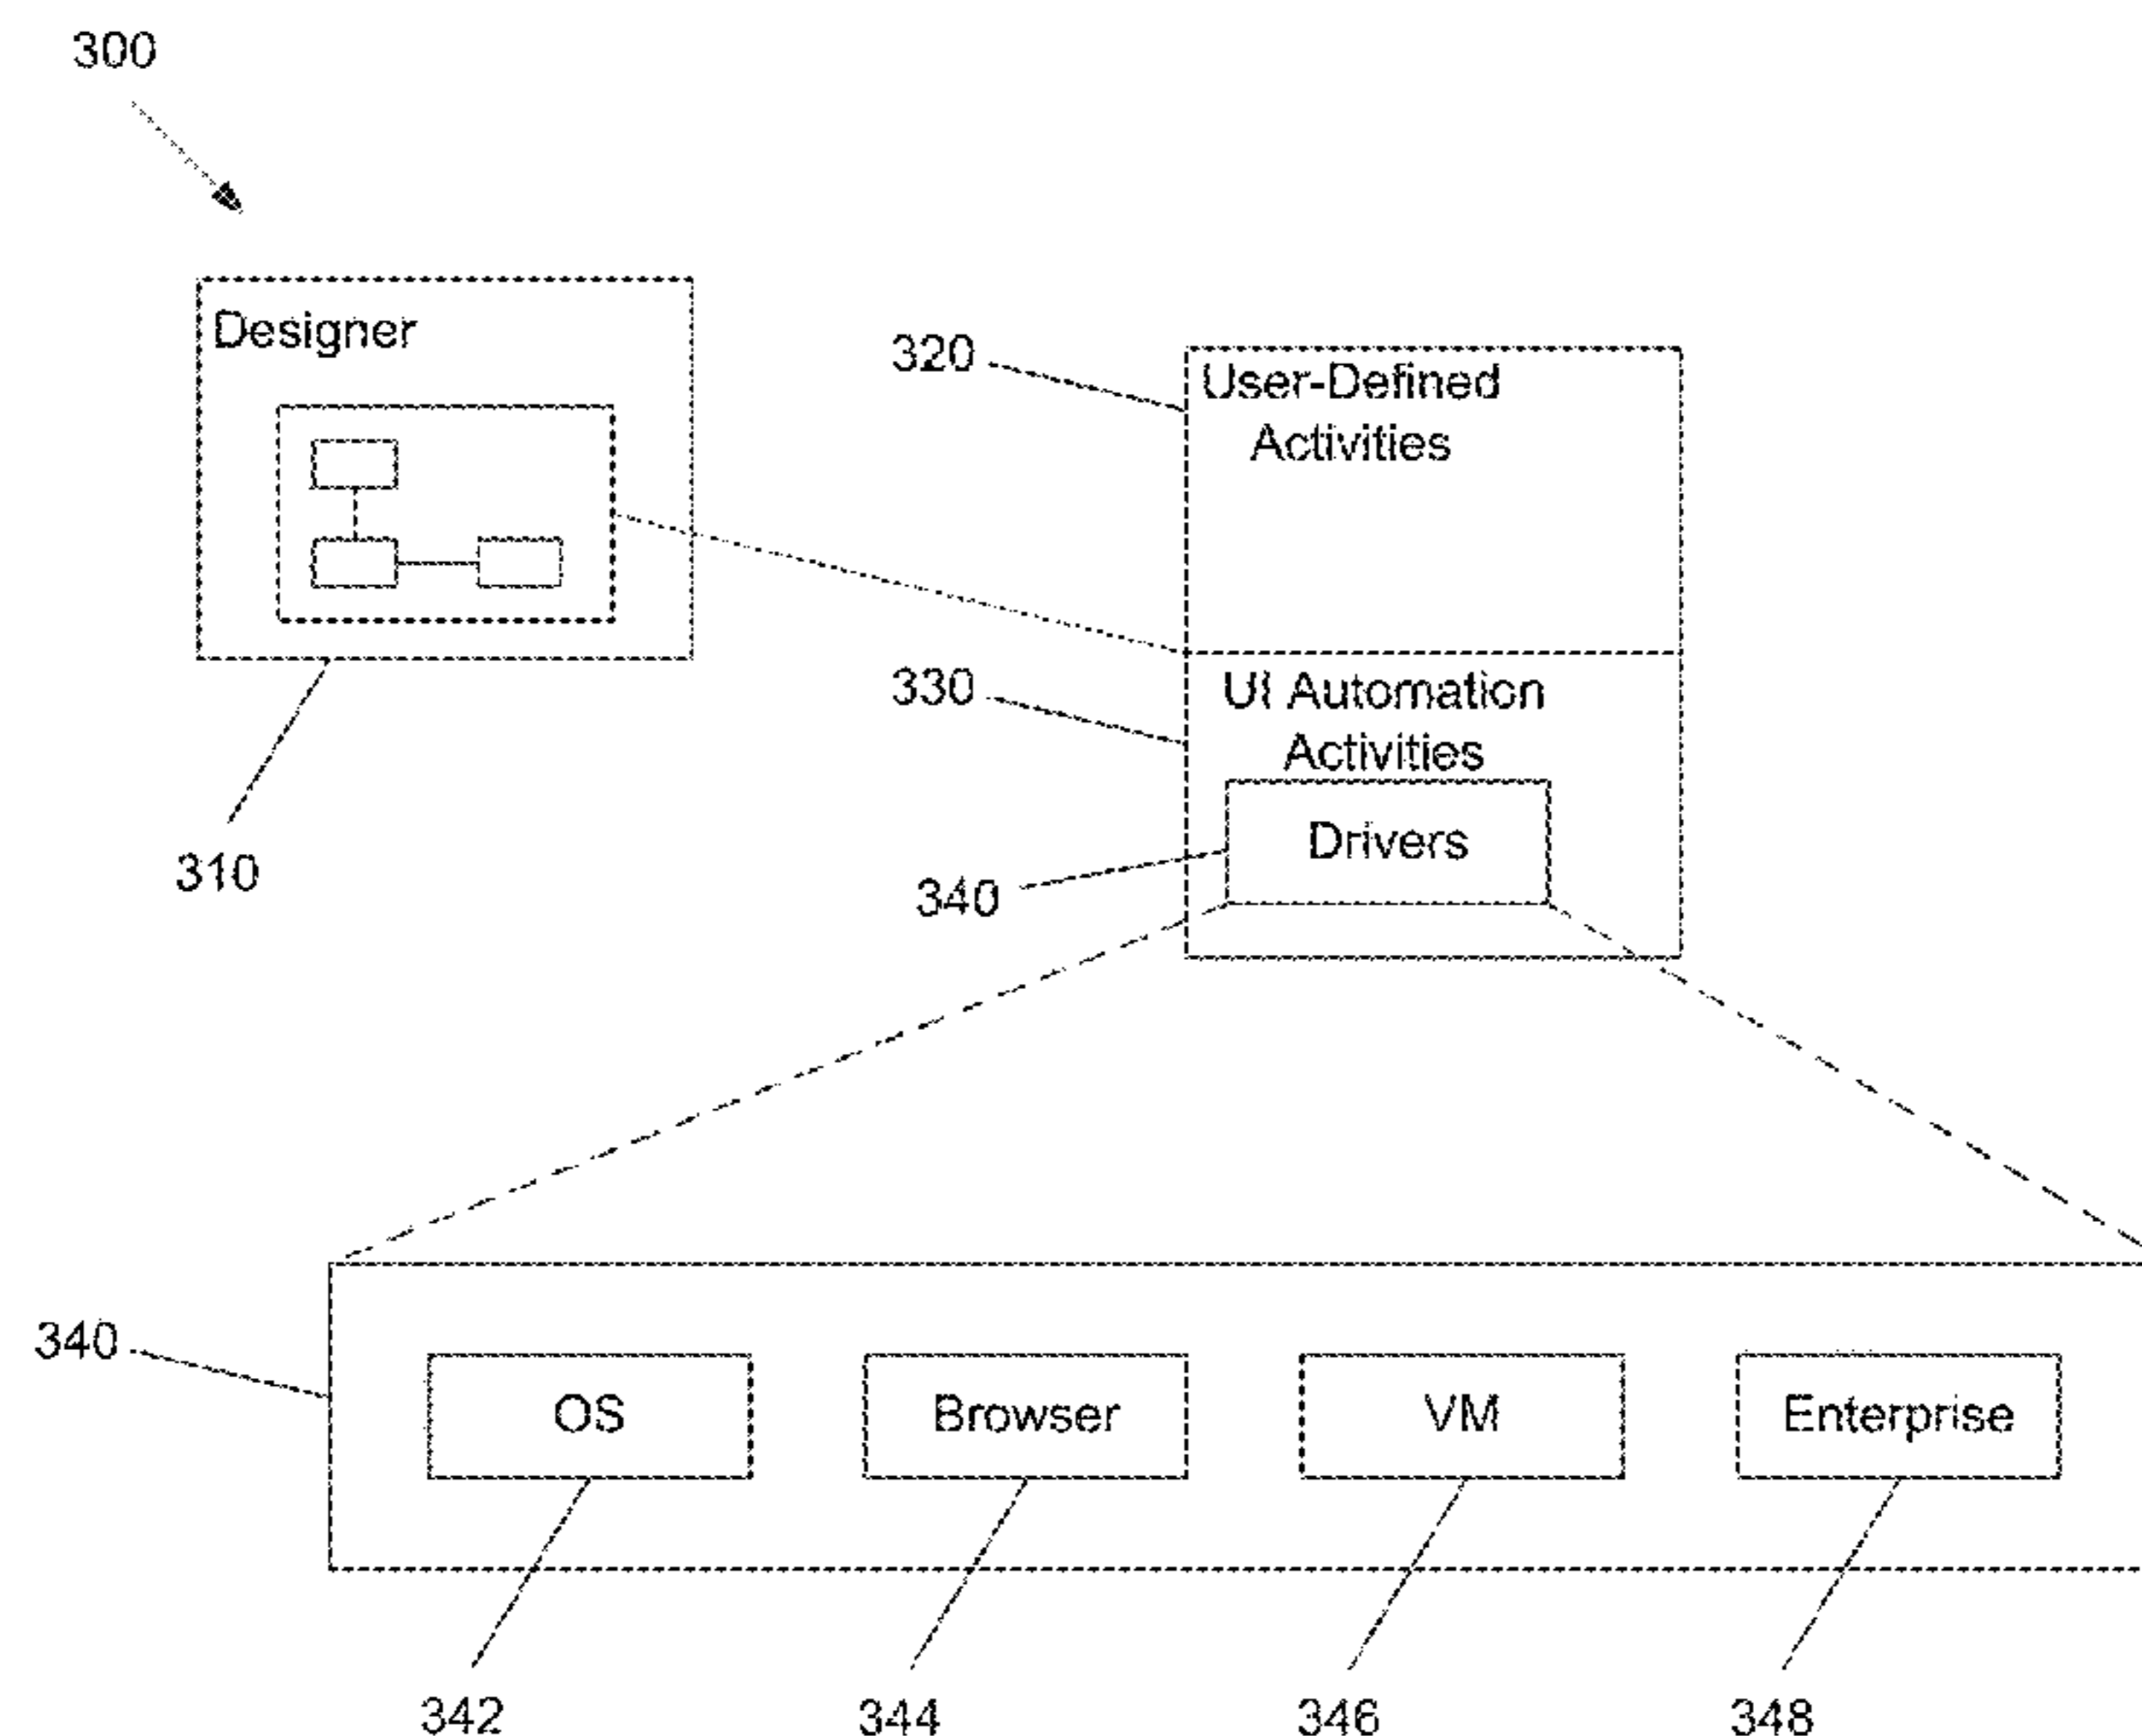 300
Designer
320
User-Defined
Activities
330
UI Automation
Activities
310
Drivers
340
340
OS
Browser
VM
Enterprise
342
344
346
348